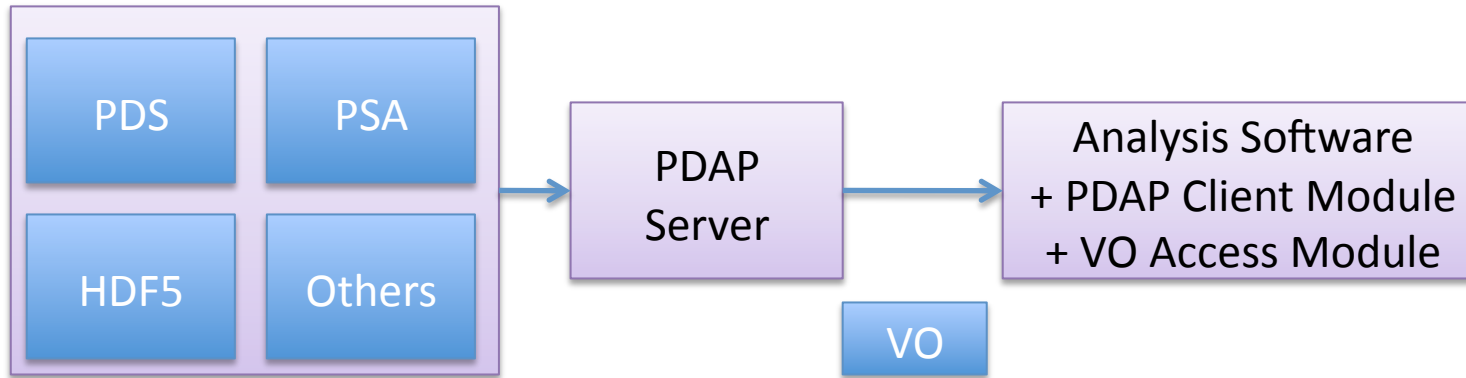 PDS
PSA
HDF5
Others
PDAP
Server
VO
Analysis Software
+ PDAP Client Module
+ VO Access Module